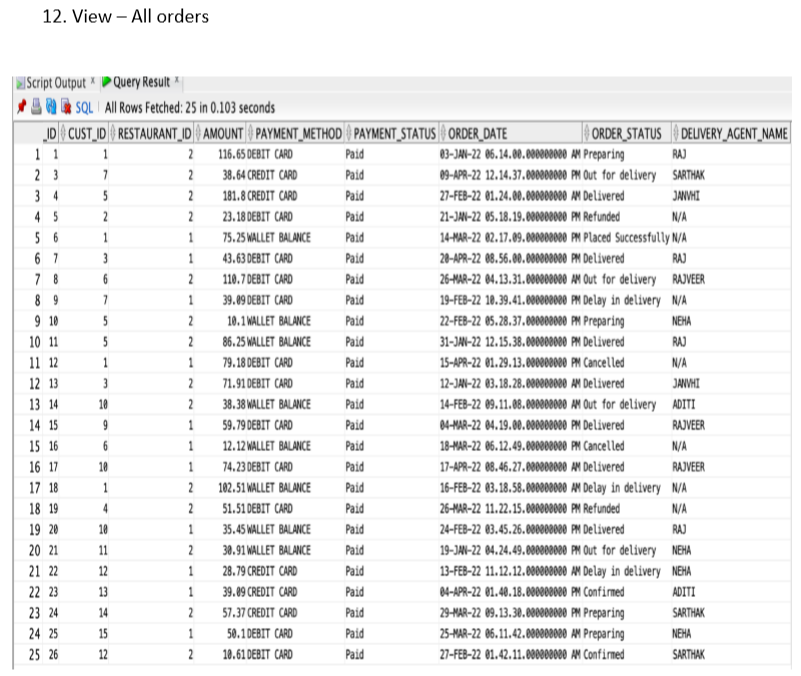 12. View – All orders
Script Output × Query Result ×
SQL | All Rows Fetched: 25 in 0.103 seconds
_ID CUST_ID RESTAURANT_ID AMOUNT PAYMENT_METHOD PAYMENT_STATUS ORDER_DATE ORDER_STATUS DELIVERY_AGENT_NAME
1 1 1 2 116.65 DEBIT CARD Paid 03-JAN-22 06.14.00.000000000 AM Preparing RAJ
2 3 7 2 38.64 CREDIT CARD Paid 09-APR-22 12.14.37.000000000 PM Out for delivery SARTHAK
3 4 5 2 181.8 CREDIT CARD Paid 27-FEB-22 01.24.00.000000000 AM Delivered JANVHI
4 5 2 2 23.18 DEBIT CARD Paid 21-JAN-22 05.18.19.000000000 PM Refunded N/A
5 6 1 1 75.25 WALLET BALANCE Paid 14-MAR-22 02.17.09.000000000 PM Placed Successfully N/A
6 7 3 1 43.63 DEBIT CARD Paid 20-APR-22 08.56.00.000000000 PM Delivered RAJ
7 8 6 2 110.7 DEBIT CARD Paid 26-MAR-22 04.13.31.000000000 AM Out for delivery RAJVEER
8 9 7 1 39.09 DEBIT CARD Paid 19-FEB-22 10.39.41.000000000 PM Delay in delivery N/A
9 10 5 2 10.1 WALLET BALANCE Paid 22-FEB-22 05.28.37.000000000 PM Preparing NEHA
10 11 5 2 86.25 WALLET BALANCE Paid 31-JAN-22 12.15.38.000000000 PM Delivered RAJ
11 12 1 1 79.18 DEBIT CARD Paid 15-APR-22 01.29.13.000000000 PM Cancelled N/A
12 13 3 2 71.91 DEBIT CARD Paid 12-JAN-22 03.18.28.000000000 AM Delivered JANVHI
13 14 10 2 38.38 WALLET BALANCE Paid 14-FEB-22 09.11.08.000000000 AM Out for delivery ADITI
14 15 9 1 59.79 DEBIT CARD Paid 04-MAR-22 04.19.00.000000000 PM Delivered RAJVEER
15 16 6 1 12.12 WALLET BALANCE Paid 18-MAR-22 06.12.49.000000000 PM Cancelled N/A
16 17 10 1 74.23 DEBIT CARD Paid 17-APR-22 08.46.27.000000000 AM Delivered RAJVEER
17 18 1 2 102.51 WALLET BALANCE Paid 16-FEB-22 03.18.58.000000000 AM Delay in delivery N/A
18 19 4 2 51.51 DEBIT CARD Paid 26-MAR-22 11.22.15.000000000 PM Refunded N/A
19 20 10 1 35.45 WALLET BALANCE Paid 24-FEB-22 03.45.26.000000000 PM Delivered RAJ
20 21 11 2 30.91 WALLET BALANCE Paid 19-JAN-22 04.24.49.000000000 PM Out for delivery NEHA
21 22 12 1 28.79 CREDIT CARD Paid 13-FEB-22 11.12.12.000000000 AM Delay in delivery NEHA
22 23 13 1 39.09 CREDIT CARD Paid 04-APR-22 01.40.18.000000000 PM Confirmed ADITI
23 24 14 2 57.37 CREDIT CARD Paid 29-MAR-22 09.13.30.000000000 PM Preparing SARTHAK
24 25 15 1 50.1 DEBIT CARD Paid 25-MAR-22 06.11.42.000000000 AM Preparing NEHA
25 26 12 2 10.61 DEBIT CARD Paid 27-FEB-22 01.42.11.000000000 AM Confirmed SARTHAK